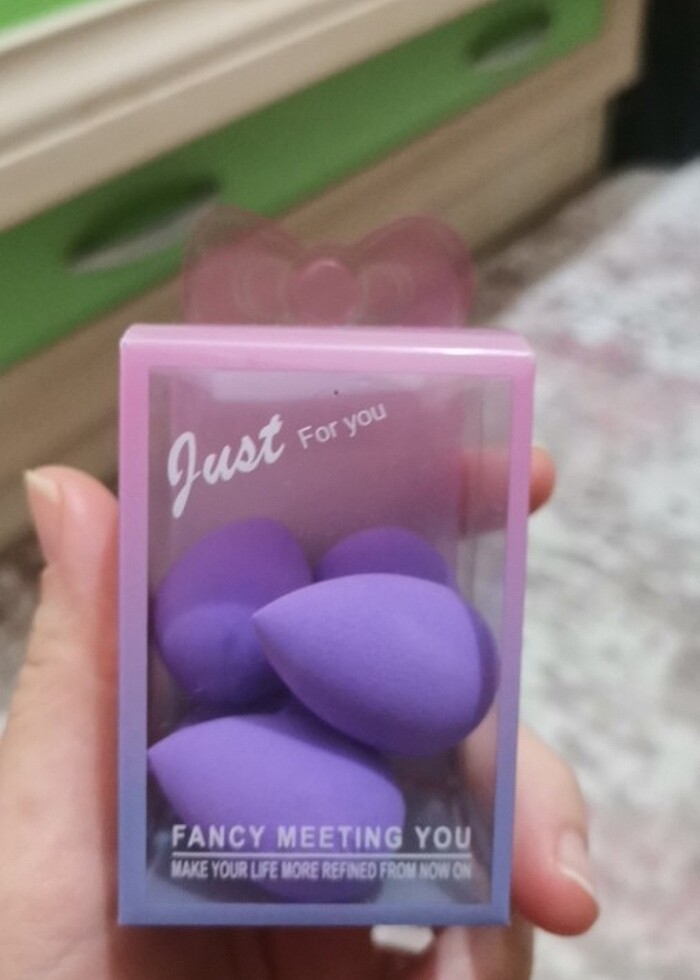 Just For you
FANCY MEETING YOU
MAKE YOUR LIFE MORE REFINED FROM NOW ON